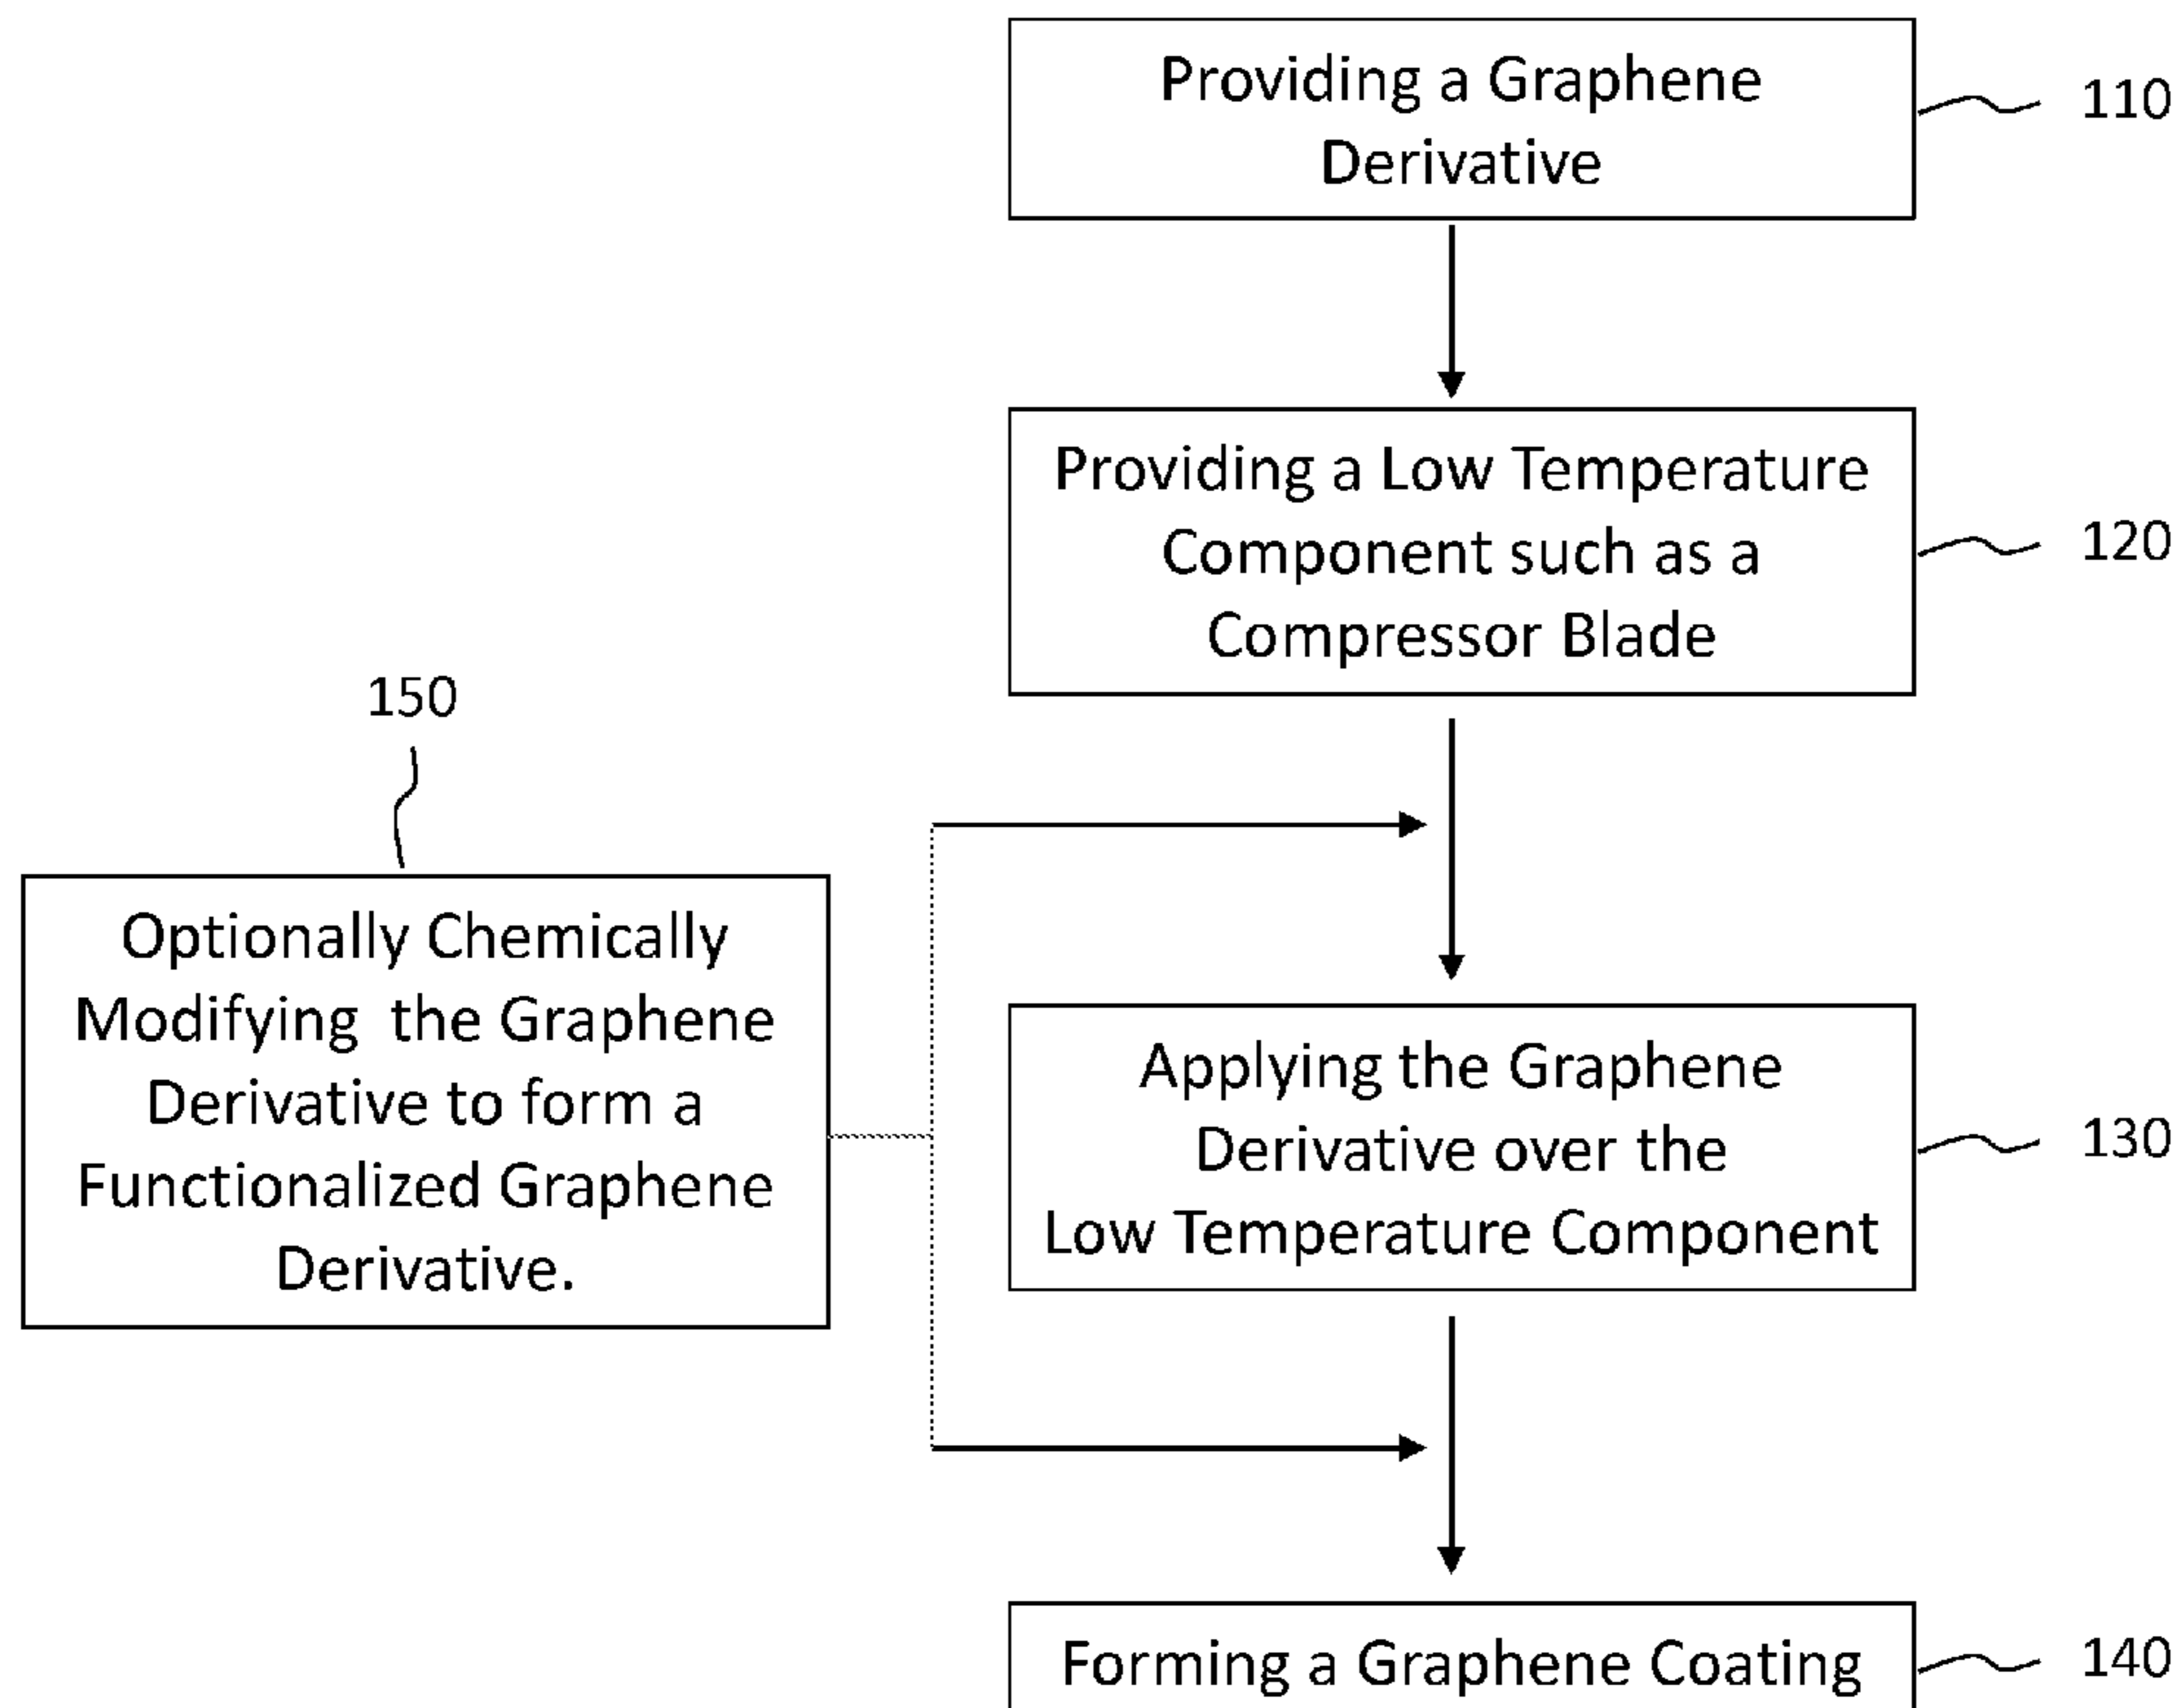 Providing a Graphene
Derivative
110
Providing a Low Temperature
Component such as a
Compressor Blade
120
150
Optionally Chemically
Modifying the Graphene
Derivative to form a
Functionalized Graphene
Derivative.
Applying the Graphene
Derivative over the
Low Temperature Component
130
Forming a Graphene Coating
140